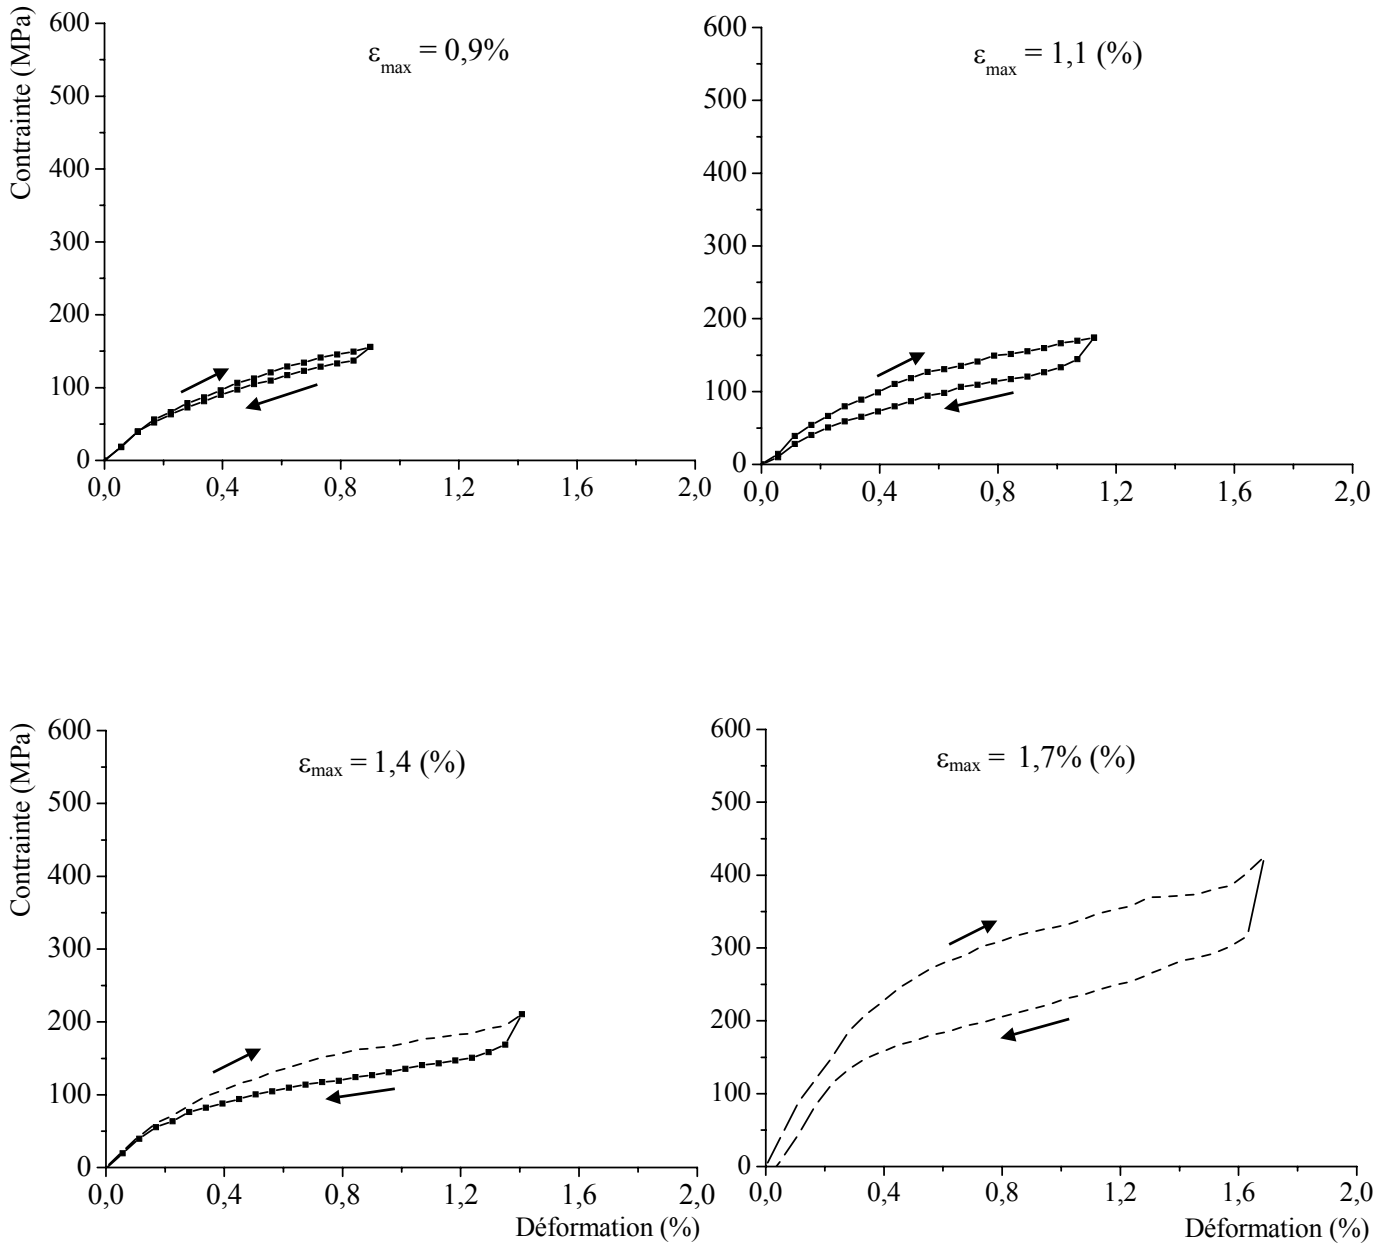 Contrainte (MPa)
600
500
400
300
200
100
0
0,0 0,4 0,8 1,2 1,6 2,0
εmax = 0,9%
600
500
400
300
200
100
0
0,0 0,4 0,8 1,2 1,6 2,0
εmax = 1,1 (%)
Contrainte (MPa)
600
500
400
300
200
100
0
0,0 0,4 0,8 1,2 1,6 2,0
Déformation (%)
εmax = 1,4 (%)
600
500
400
300
200
100
0
0,0 0,4 0,8 1,2 1,6 2,0
Déformation (%)
εmax = 1,7% (%)